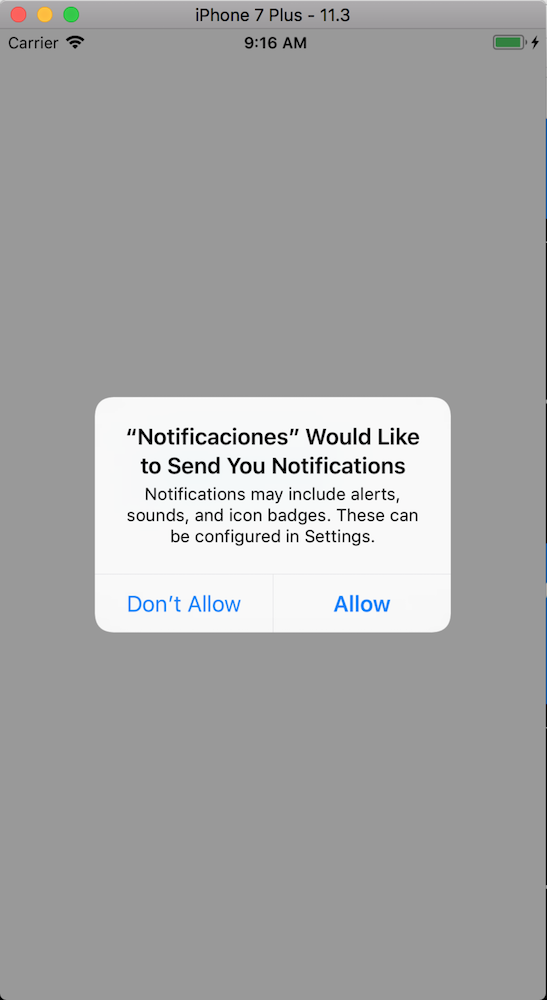 iPhone 7 Plus - 11.3
Carrier 9:16 AM
“Notificaciones” Would Like
to Send You Notifications
Notifications may include alerts,
sounds, and icon badges. These can
be configured in Settings.
Don’t Allow Allow